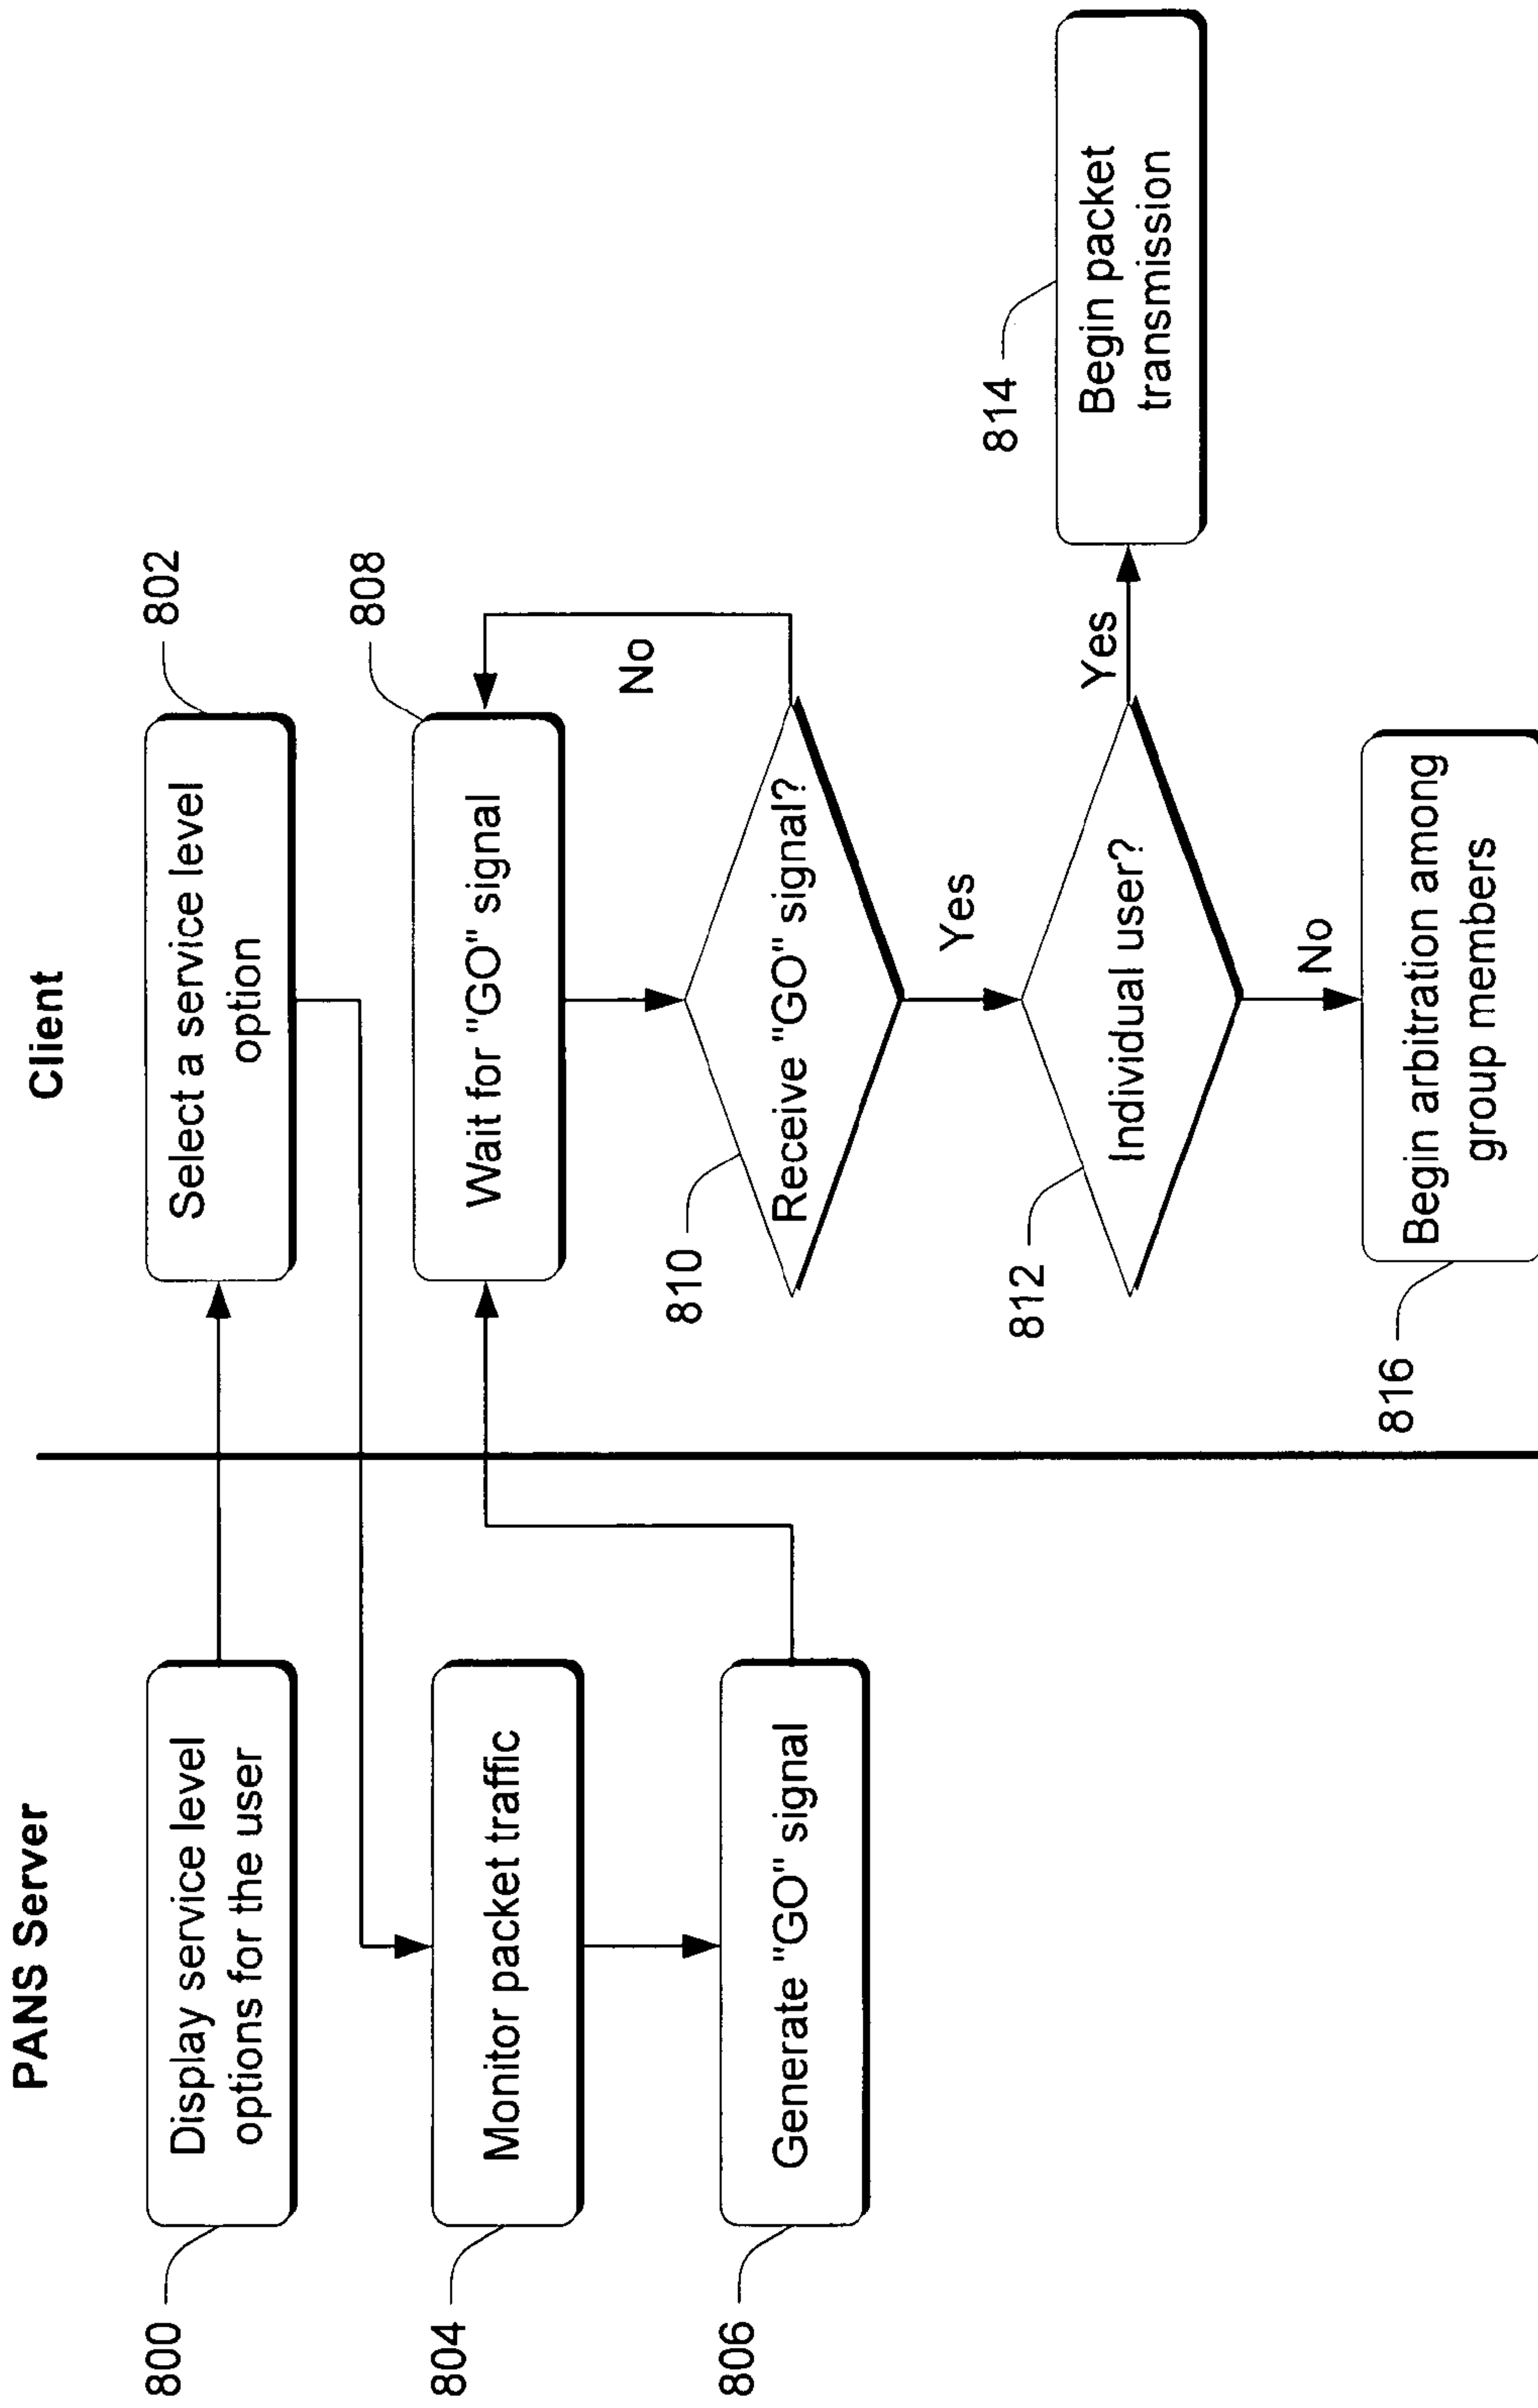 PANS Server
Client
800
Display service level
options for the user
Select a service level
option
802
804
Monitor packet traffic
Wait for "GO" signal
808
806
Generate "GO" signal
810
Receive "GO" signal?
No
Yes
812
Individual user?
Yes
814
Begin packet
transmission
No
816
Begin arbitration among
group members